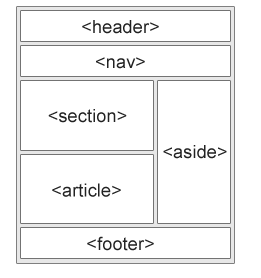 <header>
<nav>
<section>
<aside>
<article>
<footer>